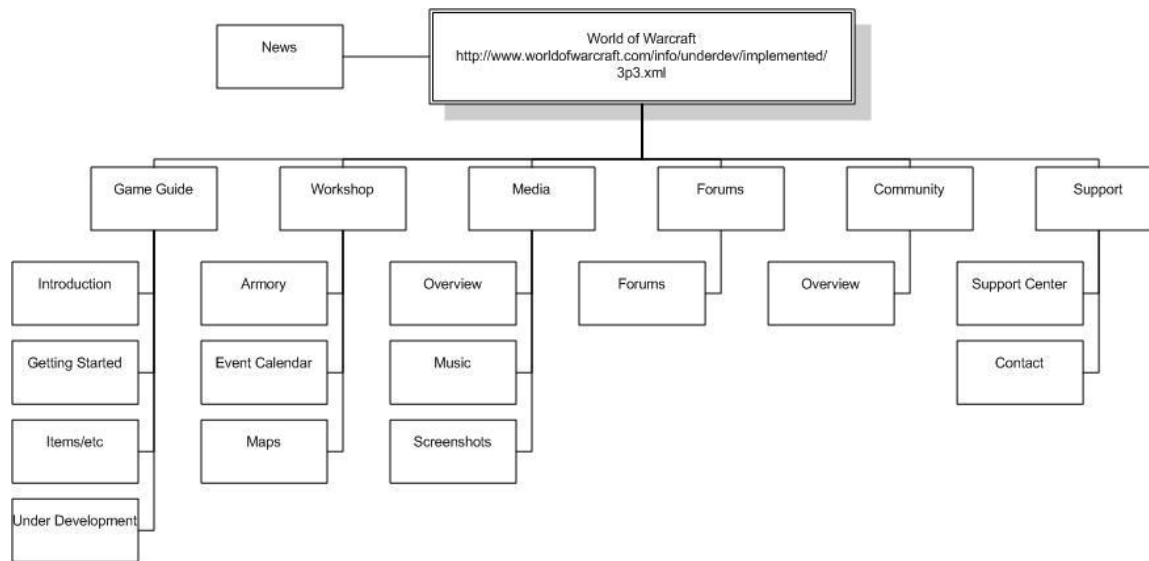 News
World of Warcraft
http://www.worldofwarcraft.com/info/underdev/implemented/
3p3.xml
Game Guide
Workshop
Media
Forums
Community
Support
Introduction
Armory
Overview
Forums
Overview
Support Center
Getting Started
Event Calendar
Music
Contact
Items/etc
Maps
Screenshots
Under Development